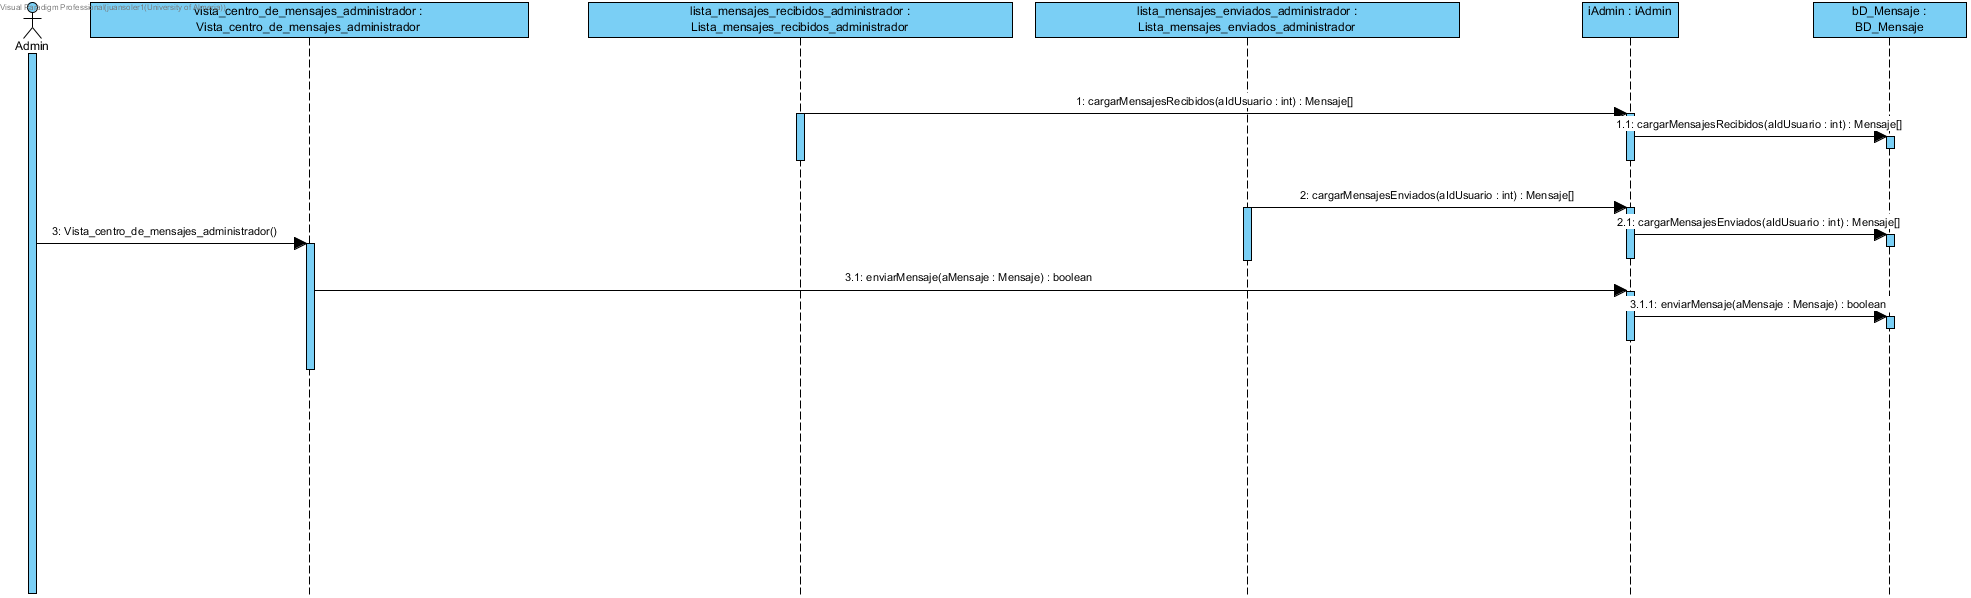 Visual Paradigm Professional(juansoler1(University of Almeria))
Admin
vista_centro_de_mensajes_administrador :
Vista_centro_de_mensajes_administrador
lista_mensajes_recibidos_administrador :
Lista_mensajes_recibidos_administrador
lista_mensajes_enviados_administrador :
Lista_mensajes_enviados_administrador
iAdmin : iAdmin
bD_Mensaje :
BD_Mensaje
1: cargarMensajesRecibidos(aIdUsuario : int) : Mensaje[]
1.1: cargarMensajesRecibidos(aIdUsuario : int) : Mensaje[]
2: cargarMensajesEnviados(aIdUsuario : int) : Mensaje[]
2.1: cargarMensajesEnviados(aIdUsuario : int) : Mensaje[]
3: Vista_centro_de_mensajes_administrador()
3.1: enviarMensaje(aMensaje : Mensaje) : boolean
3.1.1: enviarMensaje(aMensaje : Mensaje) : boolean